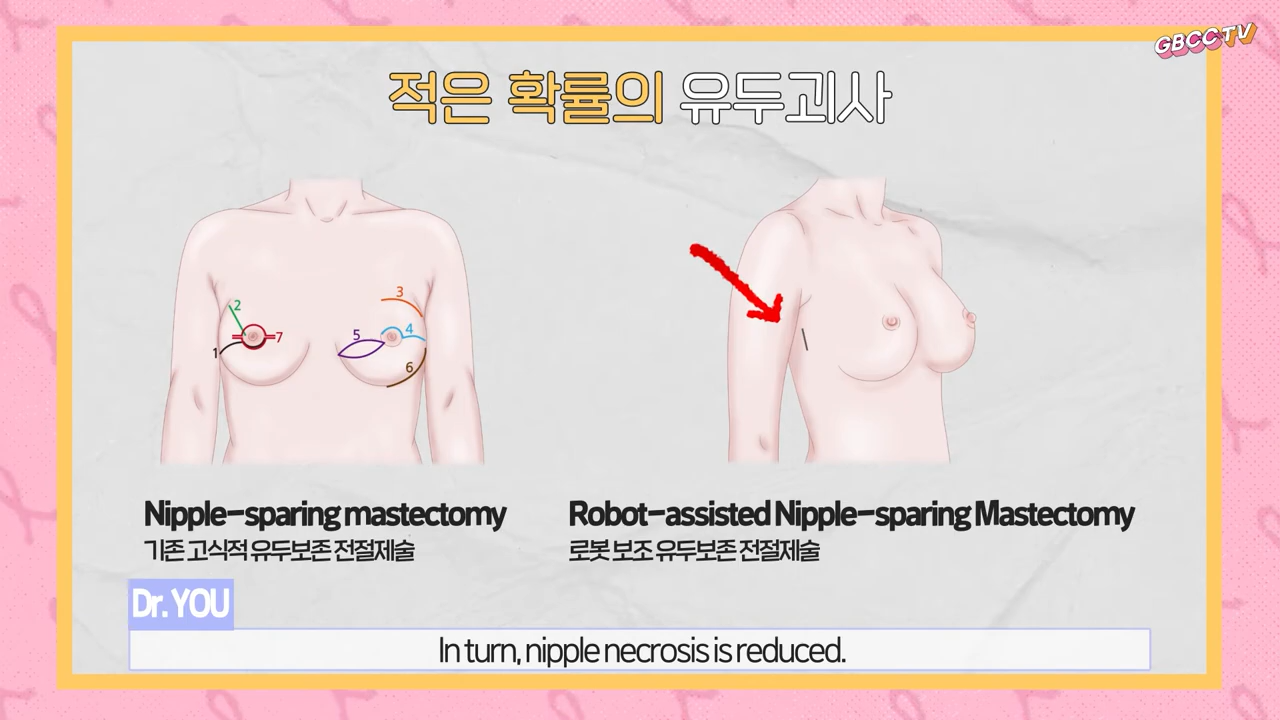 GBCC TV
적은 확률의 유두괴사
2
7
1
3
4
5
6
Nipple-sparing mastectomy
기존 고식적 유두보존 전절제술
Robot-assisted Nipple-sparing Mastectomy
로봇 보조 유두보존 전절제술
Dr. YOU
In turn, nipple necrosis is reduced.